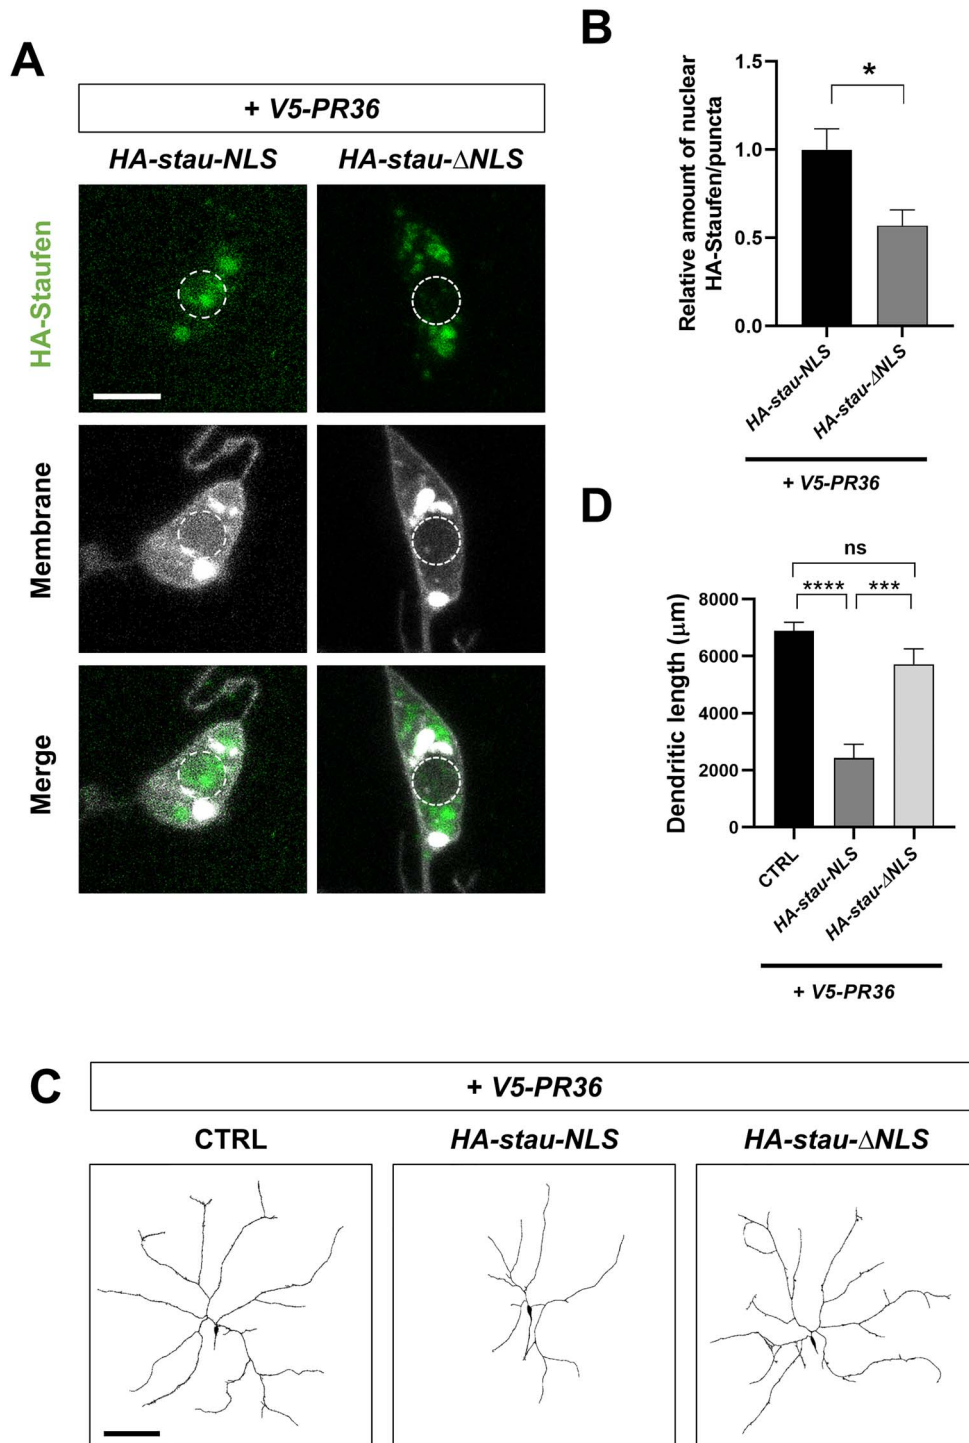 A
+ V5-PR36
HA-stau-NLS
HA-stau-ΔNLS
HA-Staufen
Membrane
Merge
B
Relative amount of nuclear
HA-Staufen/puncta
1.5
1.0
0.5
0.0
*
HA-stau-NLS
HA-stau-ΔNLS
+ V5-PR36
D
Dendritic length (μm)
8000
6000
4000
2000
0
ns
****
***
CTRL
HA-stau-NLS
HA-stau-ΔNLS
+ V5-PR36
C
+ V5-PR36
CTRL
HA-stau-NLS
HA-stau-ΔNLS